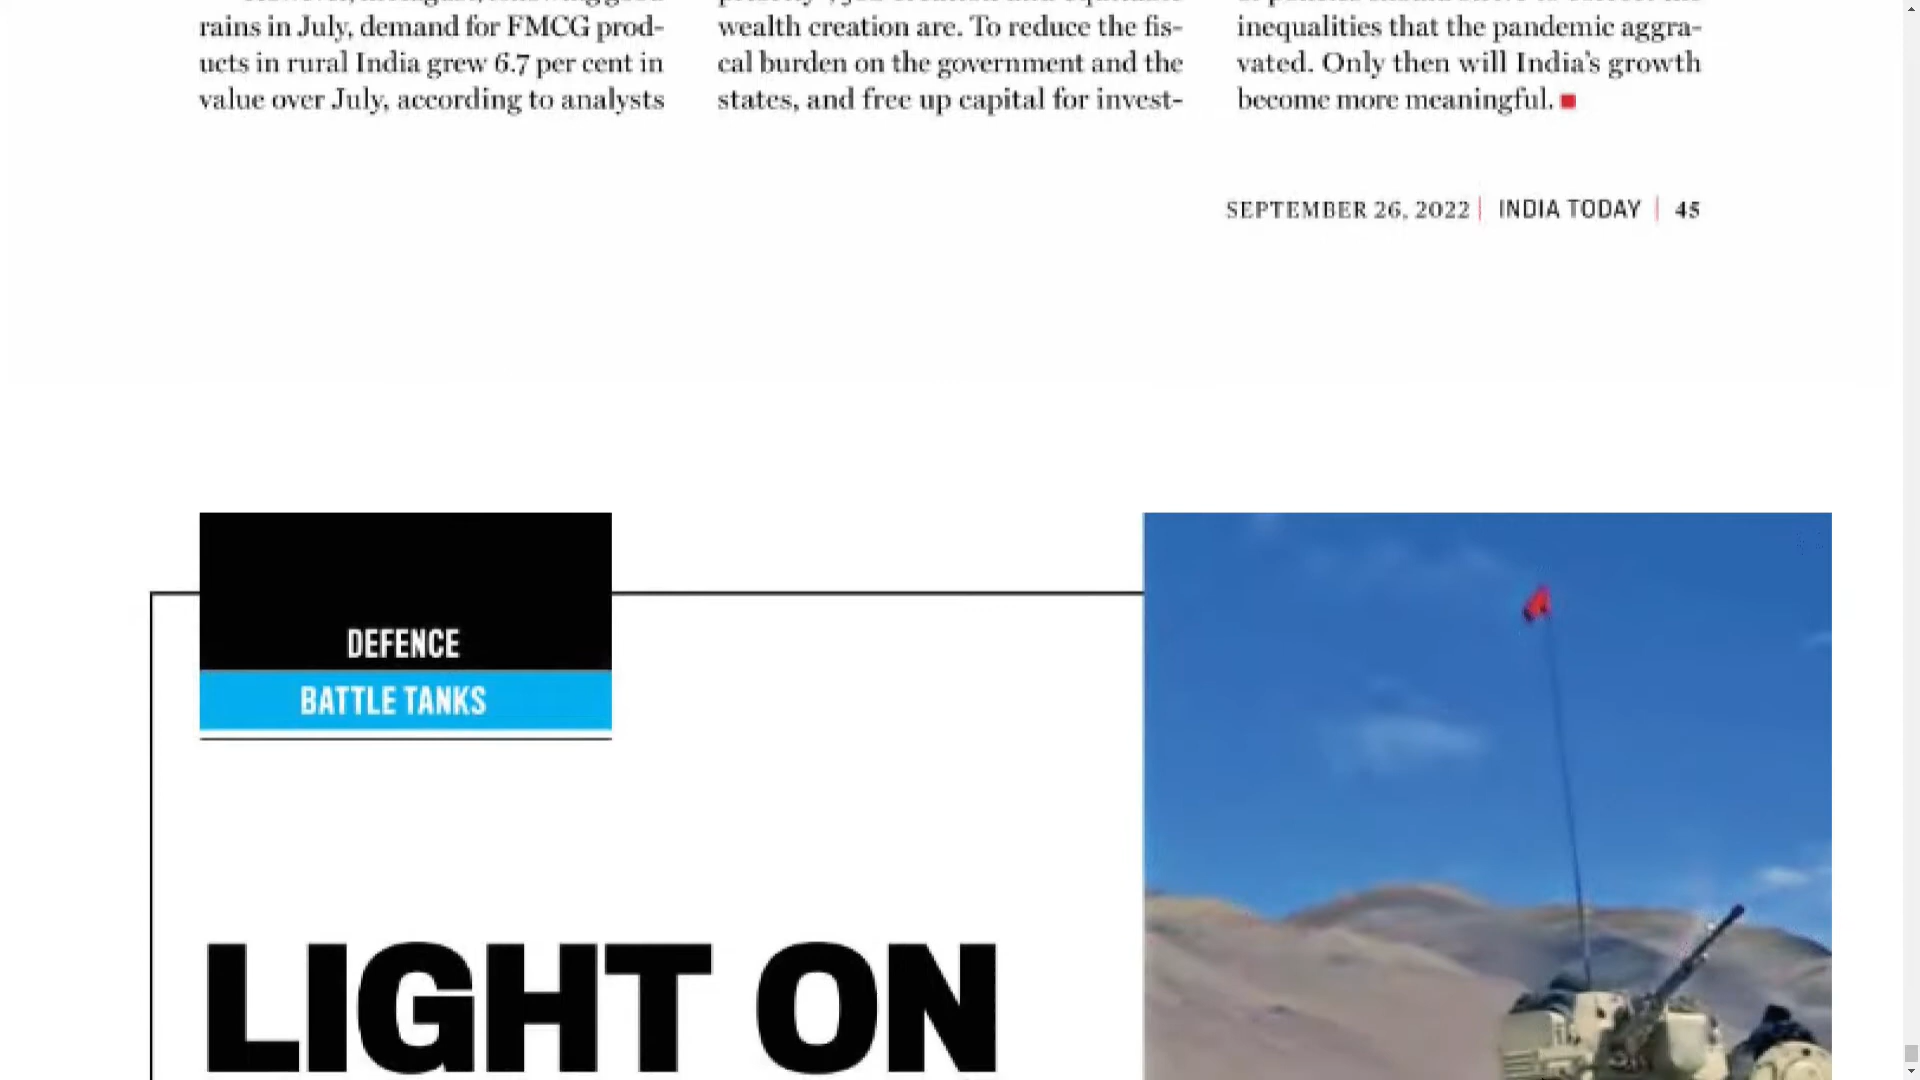 rains in July, demand for FMCG prod-
ucts in rural India grew 6.7 per cent in
value over July, according to analysts
wealth creation are. To reduce the fis-
cal burden on the government and the
states, and free up capital for invest-
inequalities that the pandemic aggra-
vated. Only then will India's growth
become more meaningful.
SEPTEMBER 26, 2022 | INDIA TODAY | 45
DEFENCE
BATTLE TANKS
LIGHT ON